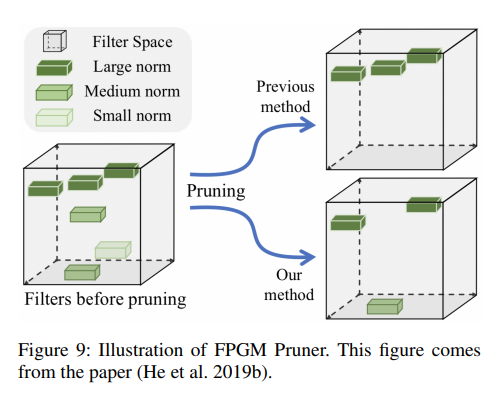 Filter Space
Large norm
Medium norm
Small norm
Previous
method
Pruning
Our
method
Filters before pruning
Figure 9: Illustration of FPGM Pruner. This figure comes
from the paper (He et al. 2019b).